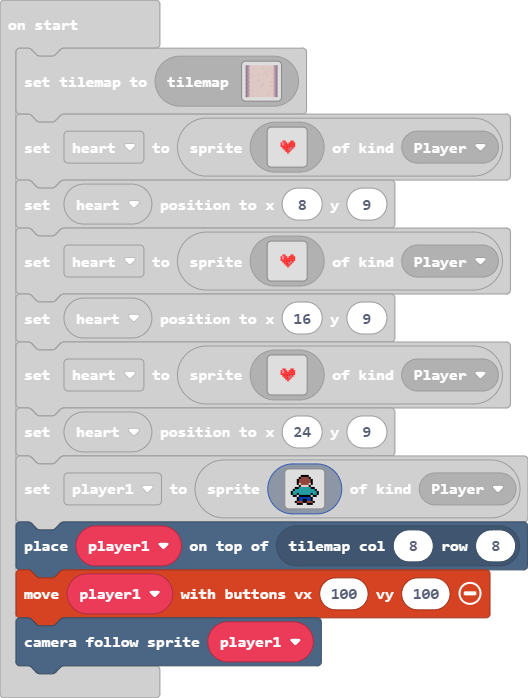 on start
set tilemap to tilemap
set heart to sprite of kind Player
set heart position to x 8 y 9
set heart to sprite of kind Player
set heart position to x 16 y 9
set heart to sprite of kind Player
set heart position to x 24 y 9
set player1 to sprite of kind Player
place player1 on top of tilemap col 8 row 8
move player1 with buttons vx 100 vy 100
camera follow sprite player1